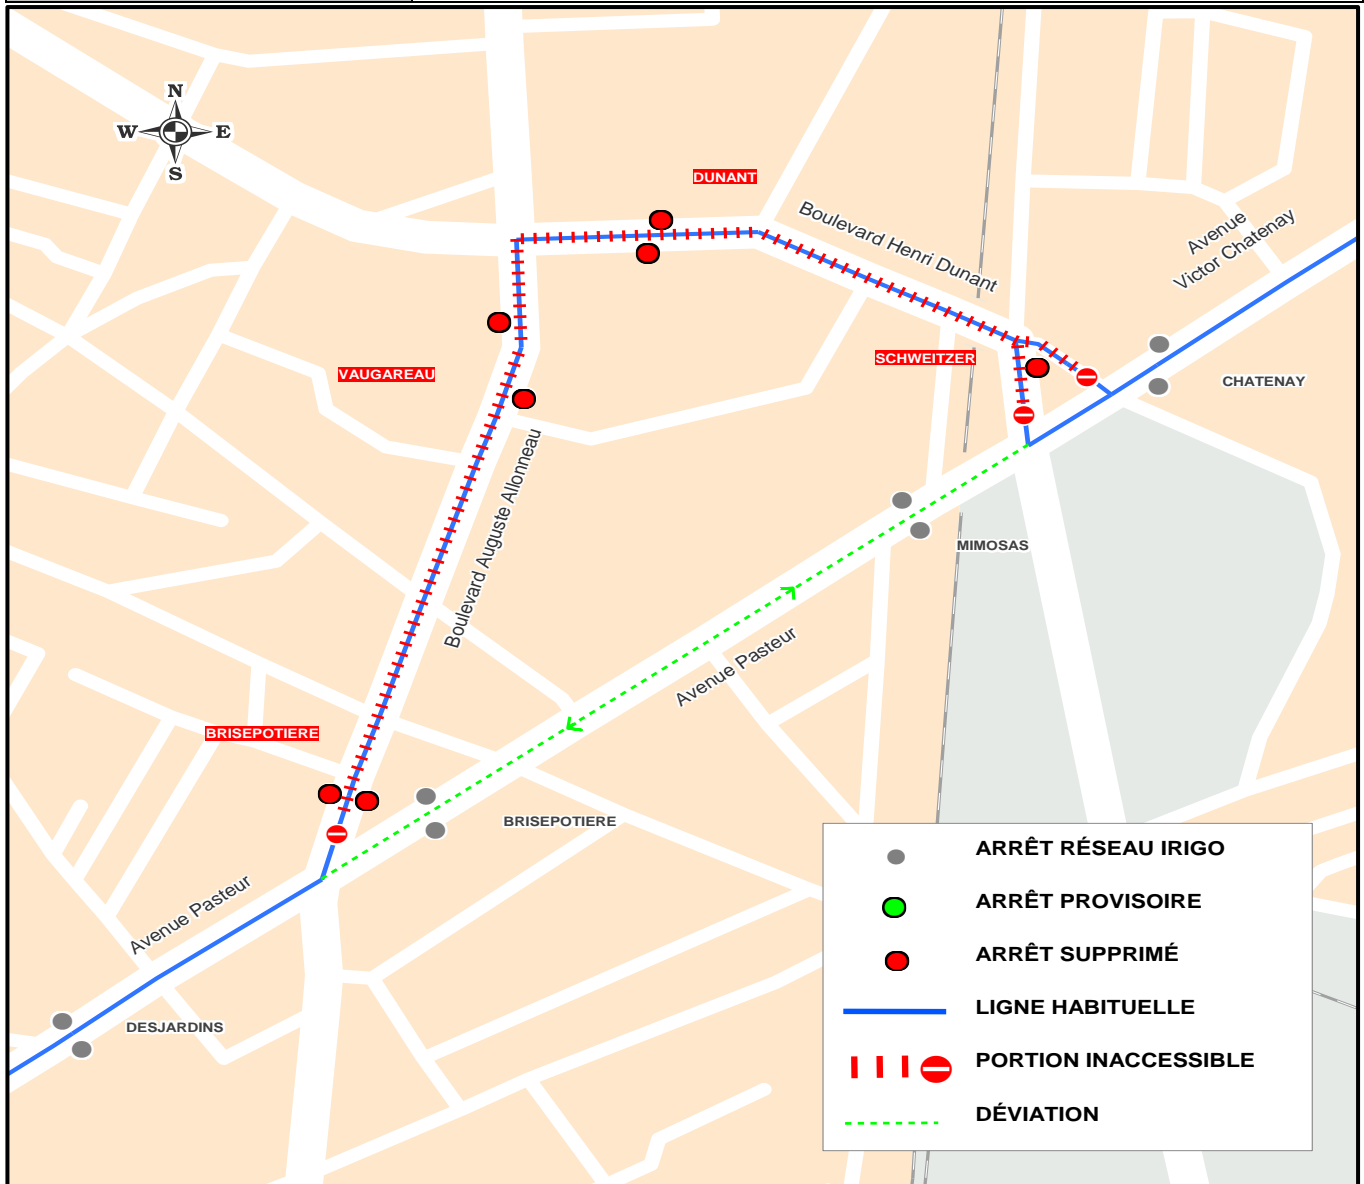 N
W E
S
DUNANT
Boulevard Henri Dunant
Avenue
Victor Chatenay
SCHWEITZER
VAUGAREAU
CHATENAY
Boulevard Auguste Allonneau
MIMOSAS
Avenue Pasteur
BRISEPOTIERE
BRISEPOTIERE
Avenue Pasteur
DESJARDINS
ARRÊT RÉSEAU IRIGO
ARRÊT PROVISOIRE
ARRÊT SUPPRIMÉ
LIGNE HABITUELLE
PORTION INACCESSIBLE
DÉVIATION